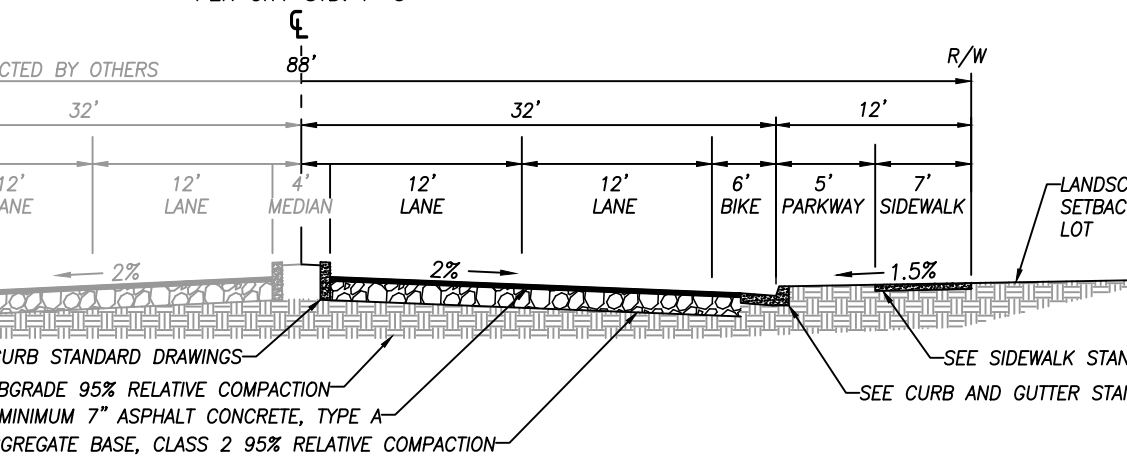 ℄
CTED BY OTHERS
88'
R/W
32'
32'
12'
12'
12'
4'
12'
12'
6'
5'
7'
ANE
LANE
MEDIAN
LANE
LANE
BIKE
PARKWAY
SIDEWALK
LANDSC
SETBAC
LOT
2%
2%
1.5%
CURB STANDARD DRAWINGS
SEE SIDEWALK STAN
BGRADE 95% RELATIVE COMPACTION
SEE CURB AND GUTTER STAN
MINIMUM 7" ASPHALT CONCRETE, TYPE A
GREGATE BASE, CLASS 2 95% RELATIVE COMPACTION